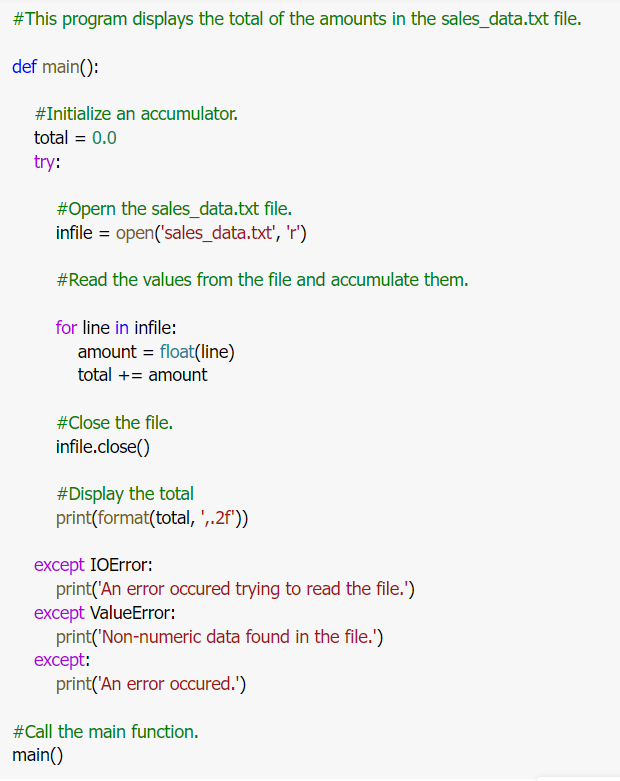 #This program displays the total of the amounts in the sales_data.txt file.
def main():
#Initialize an accumulator.
total = 0.0
try:
#Opern the sales_data.txt file.
infile = open('sales_data.txt', 'r')
#Read the values from the file and accumulate them.
for line in infile:
amount = float(line)
total += amount
#Close the file.
infile.close()
#Display the total
print(format(total, ',.2f'))
except IOError:
print('An error occured trying to read the file.')
except ValueError:
print('Non-numeric data found in the file.')
except:
print('An error occured.')
#Call the main function.
main()